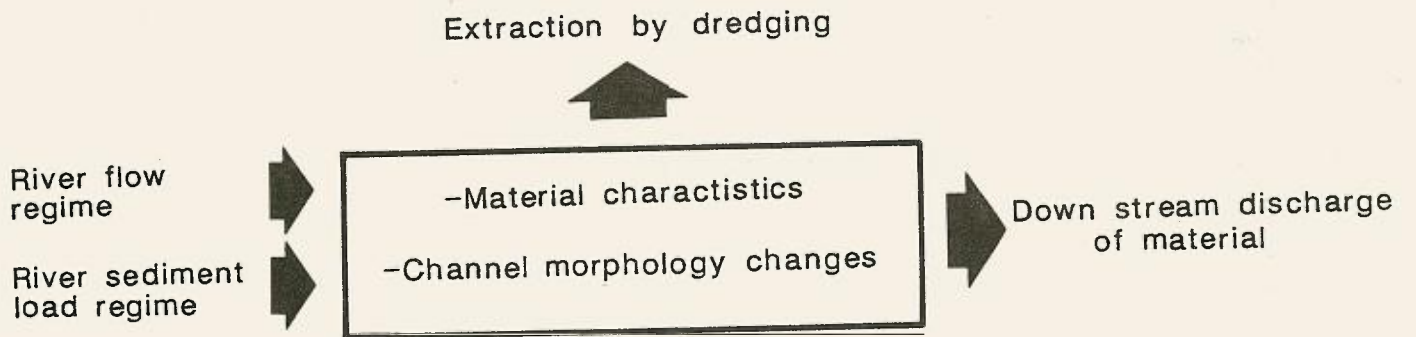 Extraction by dredging
River flow
regime
River sediment
load regime
-Material charactistics
-Channel morphology changes
Down stream discharge
of material